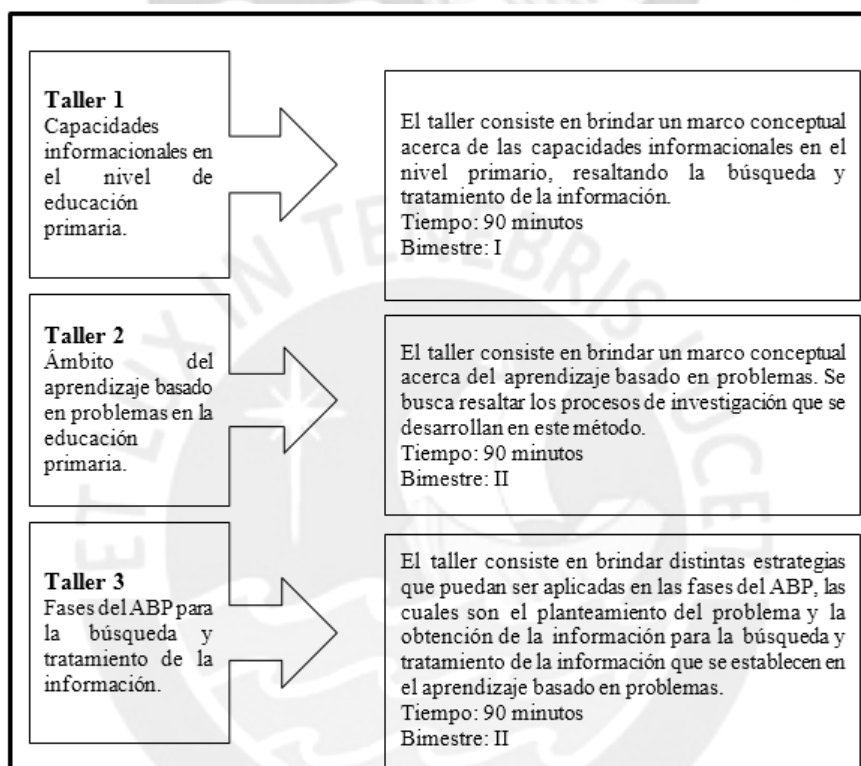 Taller 1
Capacidades
informacionales en
el nivel de
educación
primaria.
El taller consiste en brindar un marco conceptual
acerca de las capacidades informacionales en el
nivel primario, resaltando la búsqueda y
tratamiento de la información.
Tiempo: 90 minutos
Bimestre: I
Taller 2
Ámbito del
aprendizaje basado
en problemas en la
educación
primaria.
El taller consiste en brindar un marco conceptual
acerca del aprendizaje basado en problemas. Se
busca resaltar los procesos de investigación que se
desarrollan en este método.
Tiempo: 90 minutos
Bimestre: II
Taller 3
Fases del ABP para
la búsqueda y
tratamiento de la
información.
El taller consiste en brindar distintas estrategias
que puedan ser aplicadas en las fases del ABP, las
cuales son el planteamiento del problema y la
obtención de la información para la búsqueda y
tratamiento de la información que se establecen en
el aprendizaje basado en problemas.
Tiempo: 90 minutos
Bimestre: II
ET LUX IN TENEBRIS LUCET